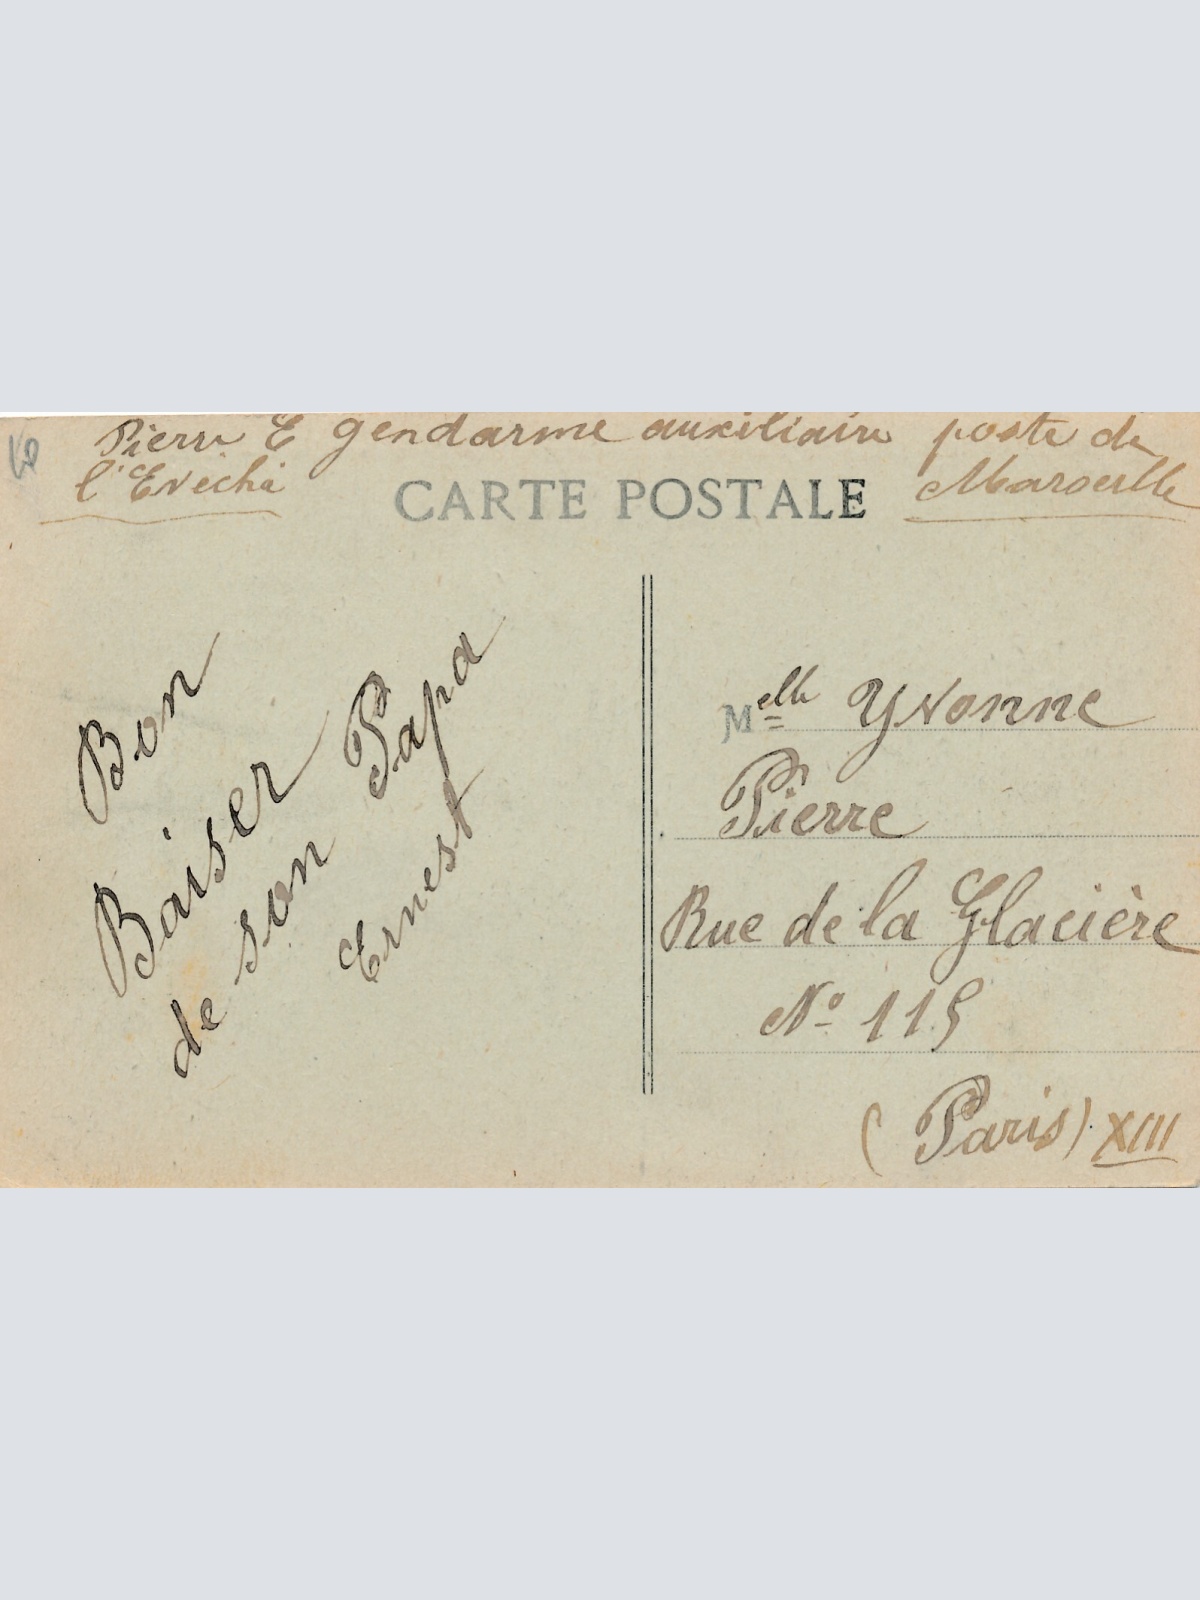 Pierre E gendarme auxiliaire poste de
l'Evêché
Marseille
CARTE POSTALE
Bon
Baiser
de son Papa
Ernest
Melle Yvonne
Pierre
Rue de la Glacière
No 115
(Paris) XIII